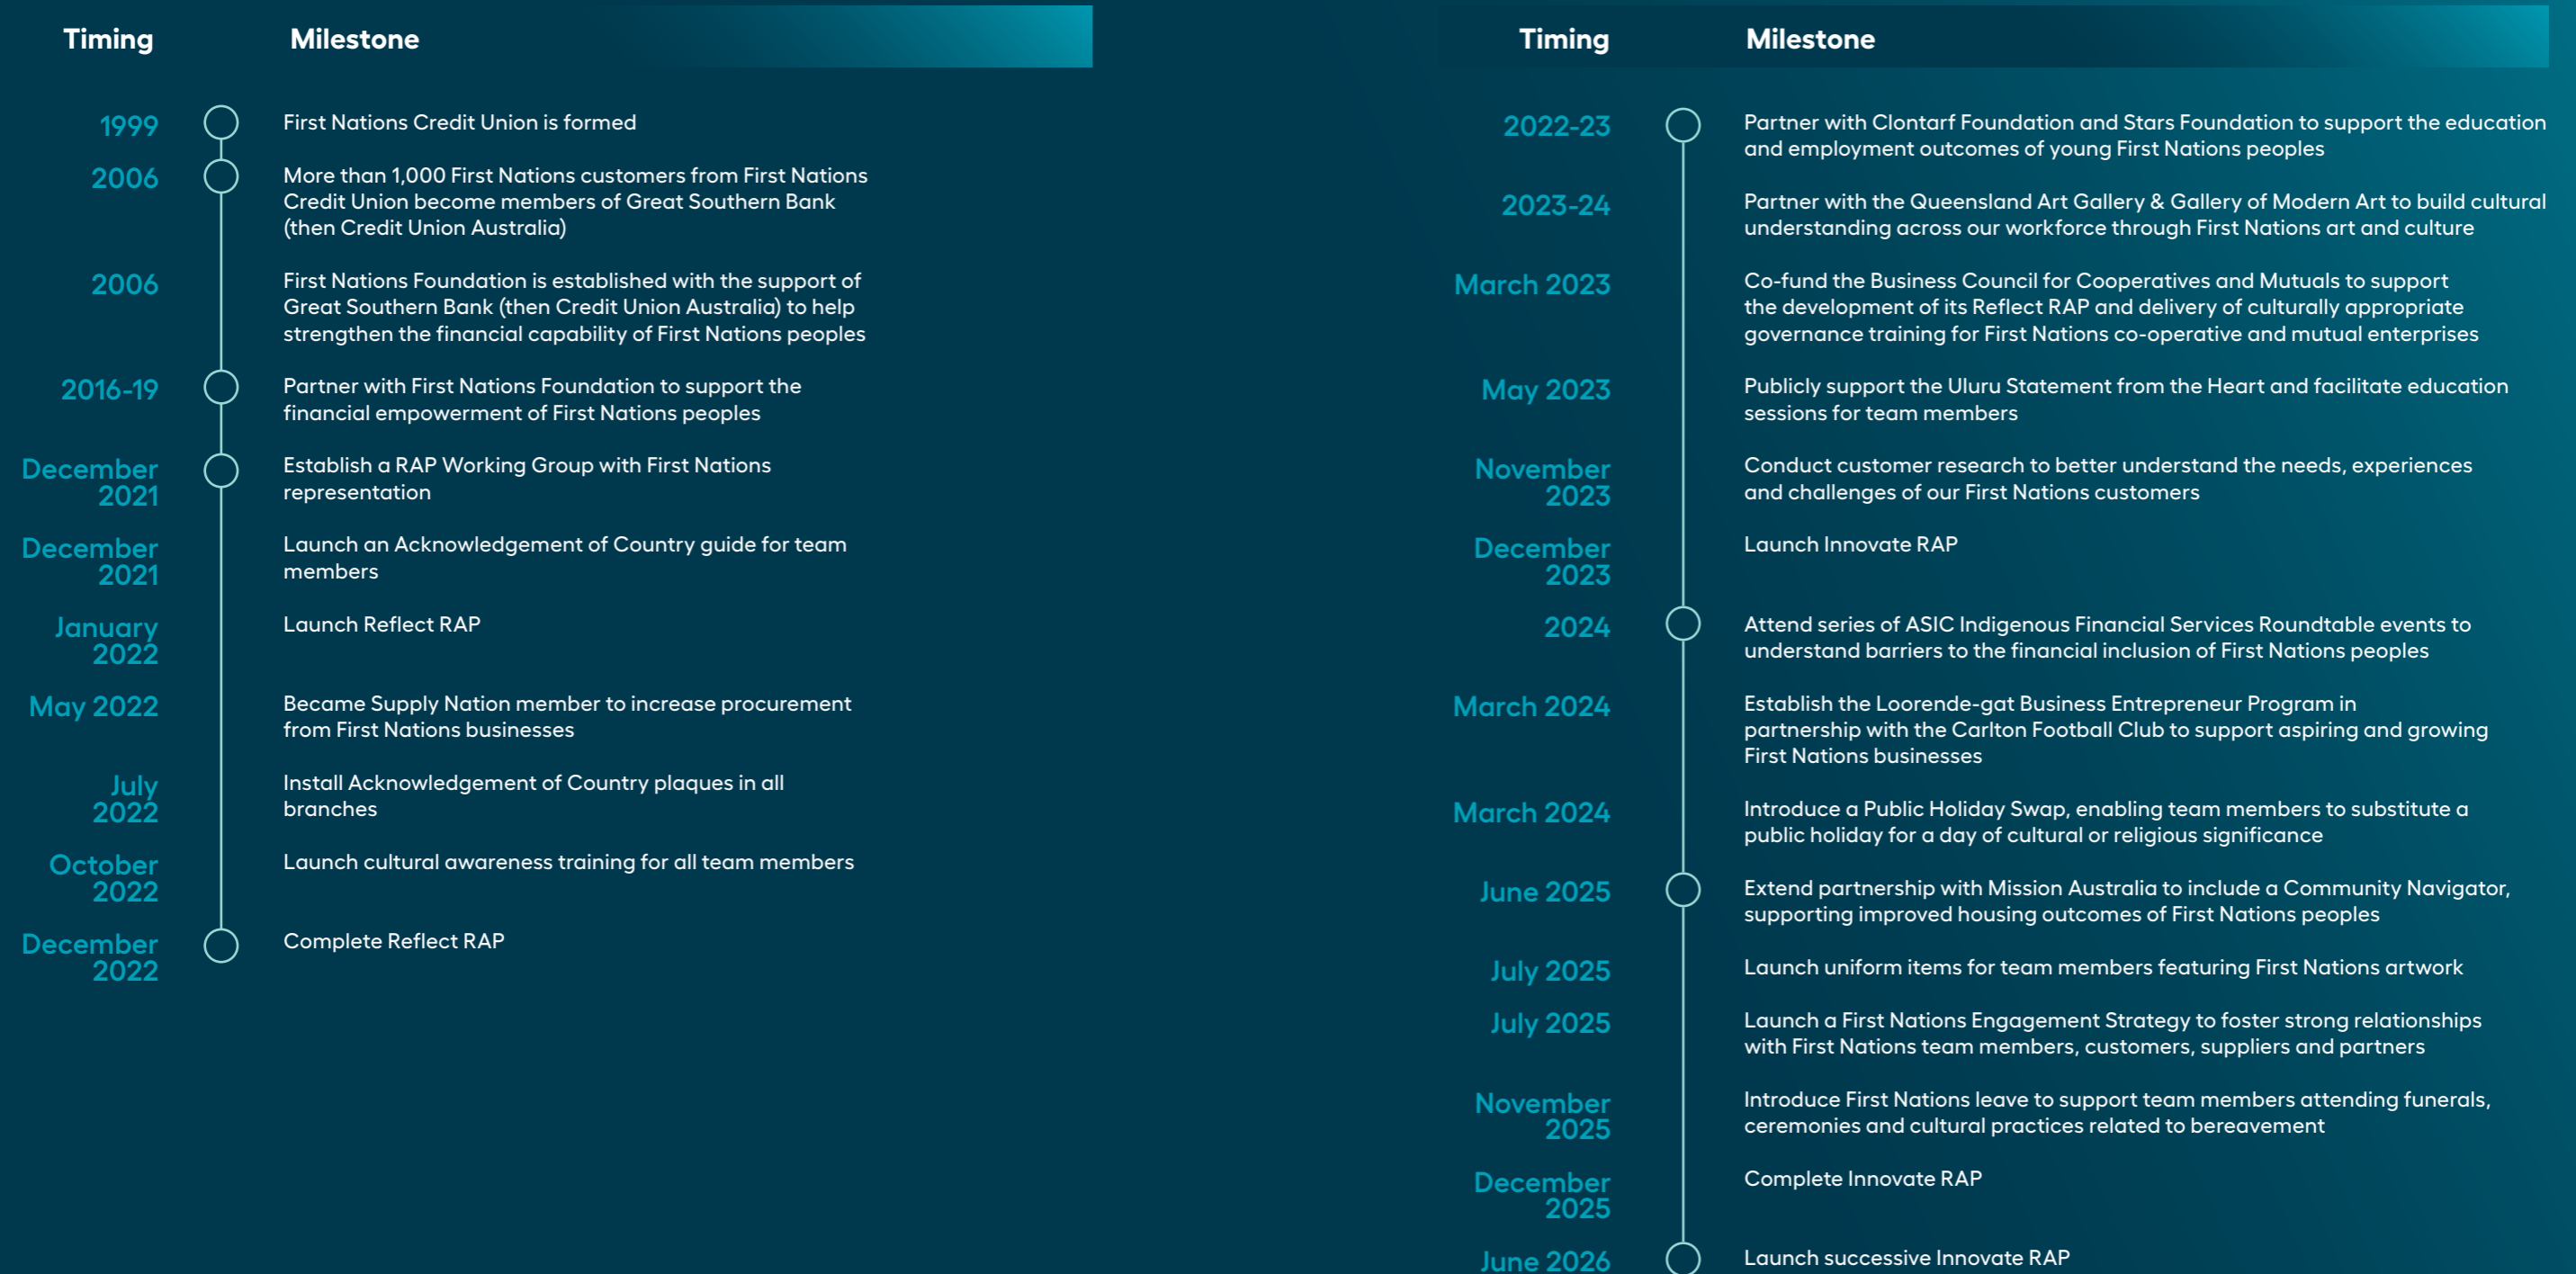 Timing Milestone
1999 First Nations Credit Union is formed
2006 More than 1,000 First Nations customers from First Nations
Credit Union become members of Great Southern Bank
(then Credit Union Australia)
2006 First Nations Foundation is established with the support of
Great Southern Bank (then Credit Union Australia) to help
strengthen the financial capability of First Nations peoples
2016-19 Partner with First Nations Foundation to support the
financial empowerment of First Nations peoples
December
2021
Establish a RAP Working Group with First Nations
representation
December
2021
Launch an Acknowledgement of Country guide for team
members
January
2022
Launch Reflect RAP
May 2022 Became Supply Nation member to increase procurement
from First Nations businesses
July
2022
Install Acknowledgement of Country plaques in all
branches
October
2022
Launch cultural awareness training for all team members
December
2022
Complete Reflect RAP
Timing Milestone
2022-23 Partner with Clontarf Foundation and Stars Foundation to support the education
and employment outcomes of young First Nations peoples
2023-24 Partner with the Queensland Art Gallery & Gallery of Modern Art to build cultural
understanding across our workforce through First Nations art and culture
March 2023 Co-fund the Business Council for Cooperatives and Mutuals to support
the development of its Reflect RAP and delivery of culturally appropriate
governance training for First Nations co-operative and mutual enterprises
May 2023 Publicly support the Uluru Statement from the Heart and facilitate education
sessions for team members
November
2023
Conduct customer research to better understand the needs, experiences
and challenges of our First Nations customers
December
2023
Launch Innovate RAP
2024 Attend series of ASIC Indigenous Financial Services Roundtable events to
understand barriers to the financial inclusion of First Nations peoples
March 2024 Establish the Loorende-gat Business Entrepreneur Program in
partnership with the Carlton Football Club to support aspiring and growing
First Nations businesses
March 2024 Introduce a Public Holiday Swap, enabling team members to substitute a
public holiday for a day of cultural or religious significance
June 2025 Extend partnership with Mission Australia to include a Community Navigator,
supporting improved housing outcomes of First Nations peoples
July 2025 Launch uniform items for team members featuring First Nations artwork
July 2025 Launch a First Nations Engagement Strategy to foster strong relationships
with First Nations team members, customers, suppliers and partners
November
2025
Introduce First Nations leave to support team members attending funerals,
ceremonies and cultural practices related to bereavement
December
2025
Complete Innovate RAP
June 2026 Launch successive Innovate RAP